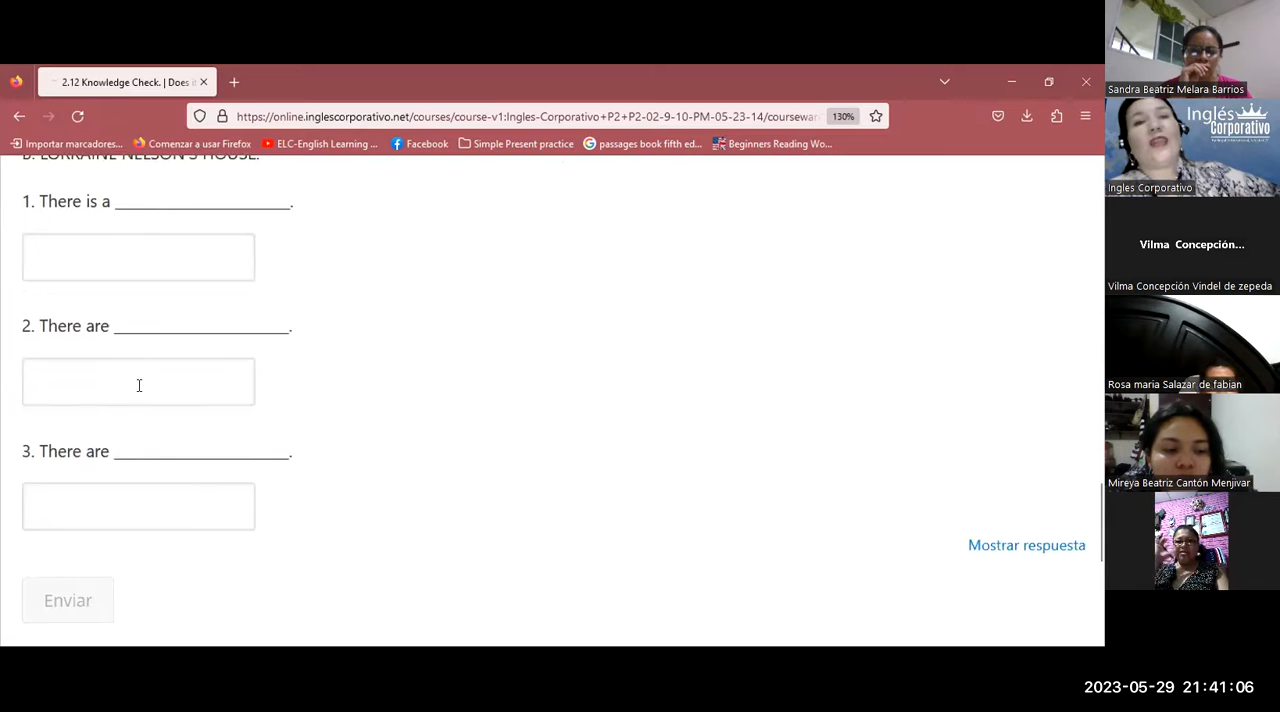 2.12 Knowledge Check. | Does i
https://online.inglescorporativo.net/courses/course-v1:Ingles-Corporativo+P2+P2-02-9-10-PM-05-23-14/coursewar
130%
Importar marcadores...
Comenzar a usar Firefox
ELC-English Learning ...
Facebook
Simple Present practice
passages book fifth ed...
Beginners Reading Wo...
B. LORRAINE NELSON'S HOUSE.
1. There is a ____________________.
2. There are ____________________.
3. There are ____________________.
Mostrar respuesta
Enviar
Sandra Beatriz Melara Barrios
Inglés
Corporativo
Ingles Corporativo
Vilma Concepción...
Vilma Concepción Vindel de zepeda
Rosa maria Salazar de fabian
Mireya Beatriz Cantón Menjivar
2023-05-29 21:41:06